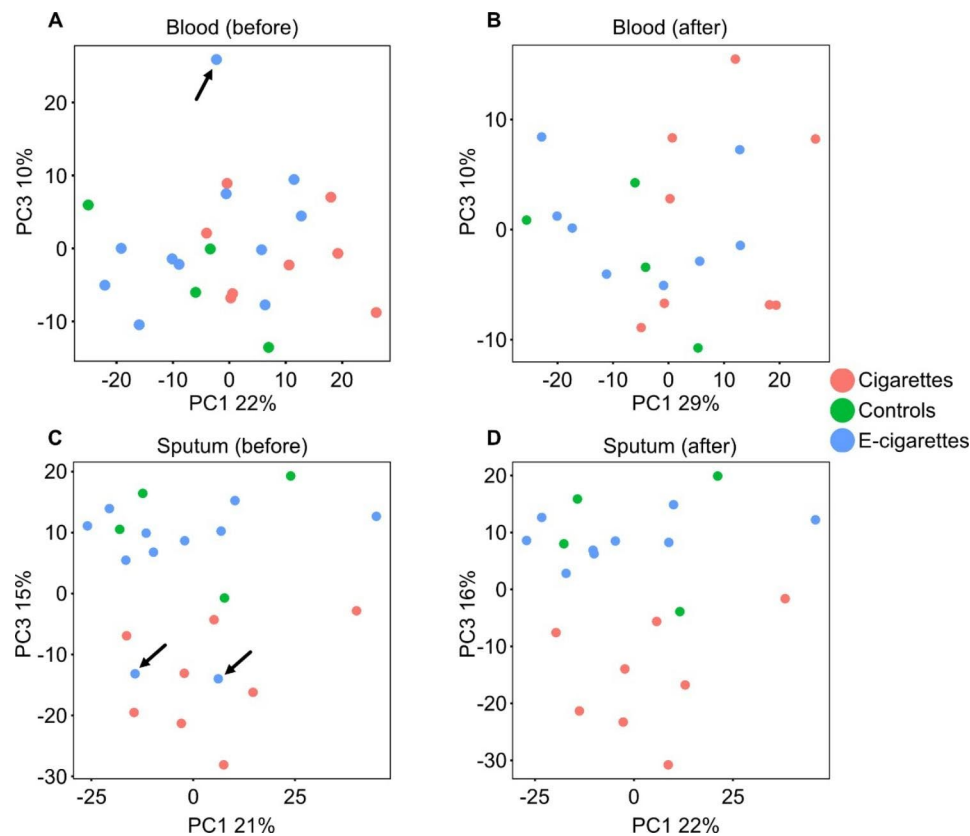 A
Blood (before)
20
10
0
-10
-20
-10
0
10
20
PC3 10%
PC1 22%
B
Blood (after)
10
0
-10
-20
-10
0
10
20
PC3 10%
PC1 29%
Cigarettes
Controls
E-cigarettes
C
Sputum (before)
20
10
0
-10
-20
-30
-25
0
25
PC3 15%
PC1 21%
D
Sputum (after)
20
10
0
-10
-20
-30
-25
0
25
PC3 16%
PC1 22%